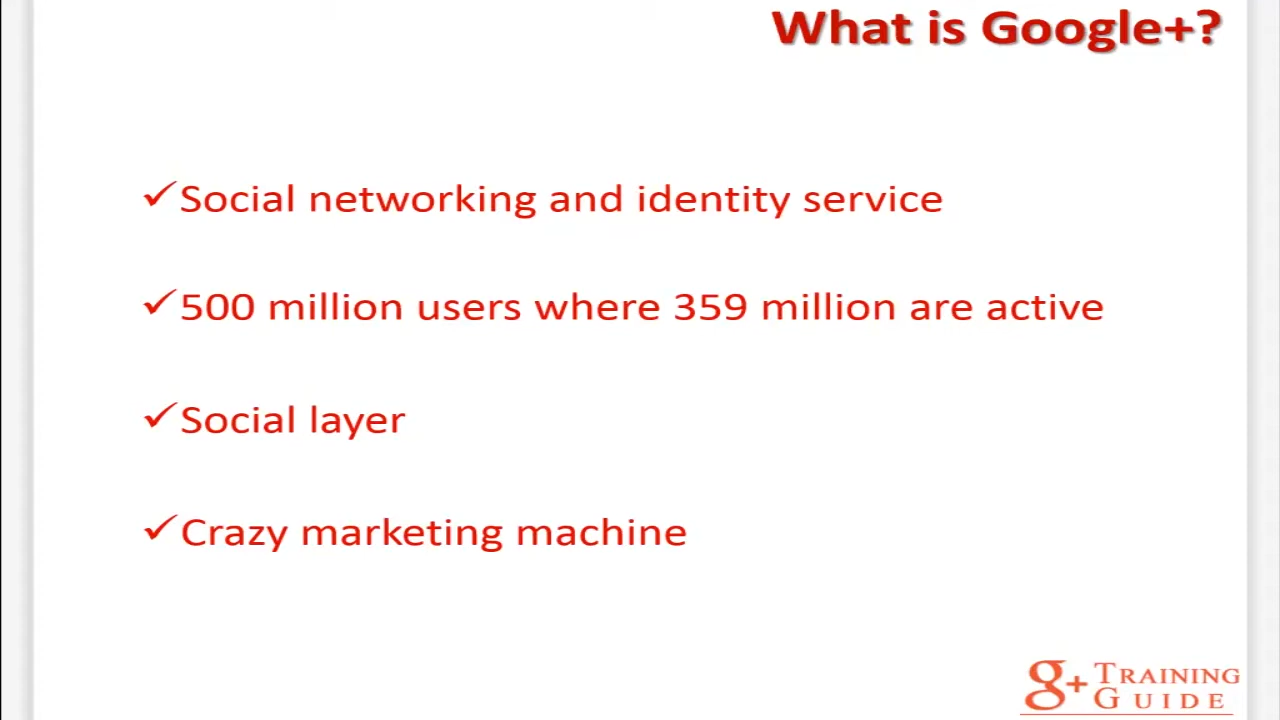 What is Google+?
✓Social networking and identity service
✓500 million users where 359 million are active
✓Social layer
✓Crazy marketing machine
g+ TRAINING
GUIDE